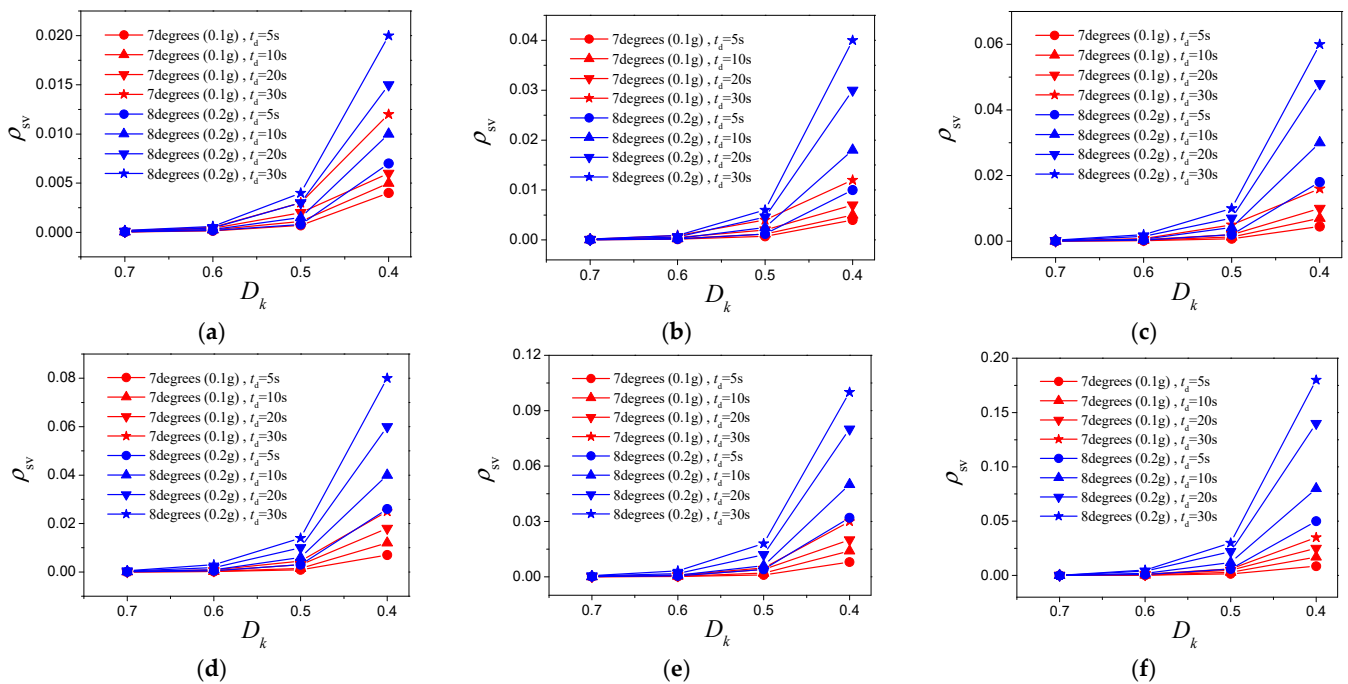 0.020
0.015
0.010
0.005
0.000
ρsv
7degrees (0.1g) , td=5s
7degrees (0.1g) , td=10s
7degrees (0.1g) , td=20s
7degrees (0.1g) , td=30s
8degrees (0.2g) , td=5s
8degrees (0.2g) , td=10s
8degrees (0.2g) , td=20s
8degrees (0.2g) , td=30s
0.7 0.6 0.5 0.4
Dk
(a)
0.04
0.03
0.02
0.01
0.00
ρsv
7degrees (0.1g) , td=5s
7degrees (0.1g) , td=10s
7degrees (0.1g) , td=20s
7degrees (0.1g) , td=30s
8degrees (0.2g) , td=5s
8degrees (0.2g) , td=10s
8degrees (0.2g) , td=20s
8degrees (0.2g) , td=30s
0.7 0.6 0.5 0.4
Dk
(b)
0.06
0.04
0.02
0.00
ρsv
7degrees (0.1g) , td=5s
7degrees (0.1g) , td=10s
7degrees (0.1g) , td=20s
7degrees (0.1g) , td=30s
8degrees (0.2g) , td=5s
8degrees (0.2g) , td=10s
8degrees (0.2g) , td=20s
8degrees (0.2g) , td=30s
0.7 0.6 0.5 0.4
Dk
(c)
0.08
0.06
0.04
0.02
0.00
ρsv
7degrees (0.1g) , td=5s
7degrees (0.1g) , td=10s
7degrees (0.1g) , td=20s
7degrees (0.1g) , td=30s
8degrees (0.2g) , td=5s
8degrees (0.2g) , td=10s
8degrees (0.2g) , td=20s
8degrees (0.2g) , td=30s
0.7 0.6 0.5 0.4
Dk
(d)
0.12
0.09
0.06
0.03
0.00
ρsv
7degrees (0.1g) , td=5s
7degrees (0.1g) , td=10s
7degrees (0.1g) , td=20s
7degrees (0.1g) , td=30s
8degrees (0.2g) , td=5s
8degrees (0.2g) , td=10s
8degrees (0.2g) , td=20s
8degrees (0.2g) , td=30s
0.7 0.6 0.5 0.4
Dk
(e)
0.20
0.15
0.10
0.05
0.00
ρsv
7degrees (0.1g) , td=5s
7degrees (0.1g) , td=10s
7degrees (0.1g) , td=20s
7degrees (0.1g) , td=30s
8degrees (0.2g) , td=5s
8degrees (0.2g) , td=10s
8degrees (0.2g) , td=20s
8degrees (0.2g) , td=30s
0.7 0.6 0.5 0.4
Dk
(f)